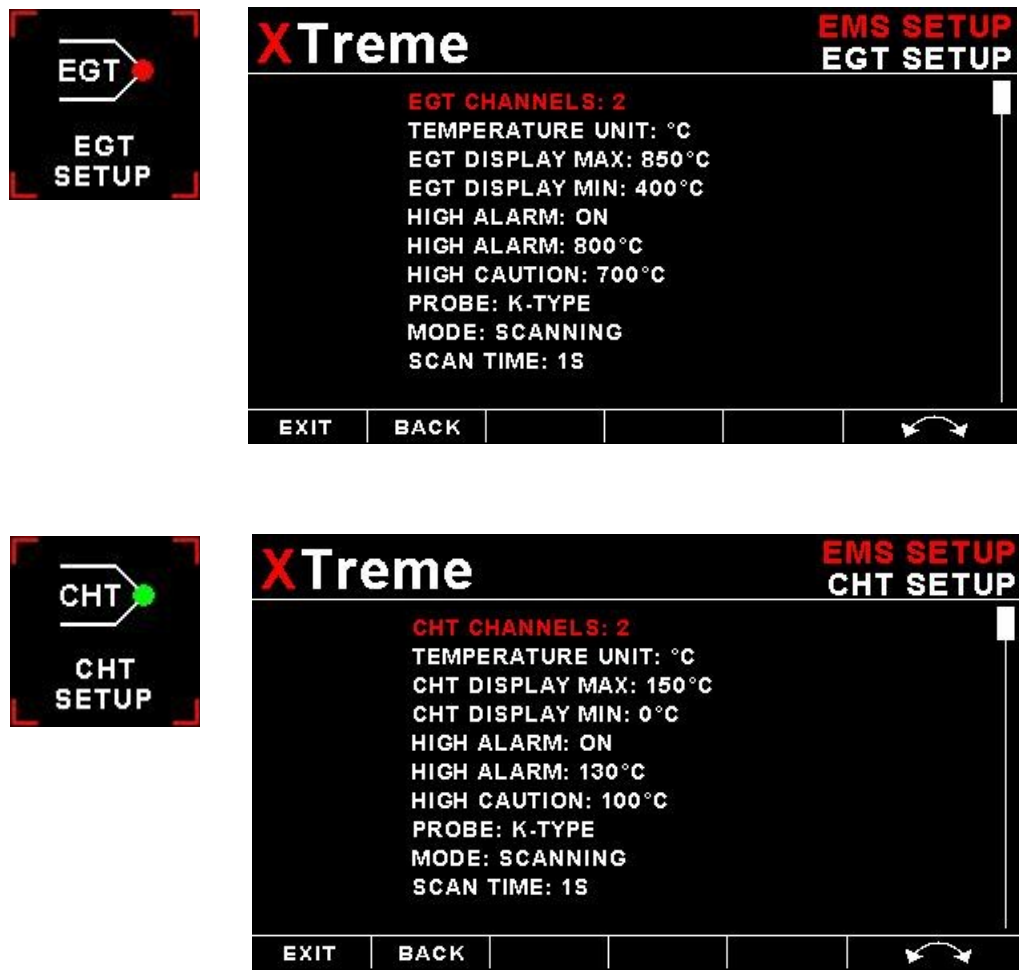 EGT
EGT
SETUP
XTreme
EMS SETUP
EGT SETUP
EGT CHANNELS: 2
TEMPERATURE UNIT: °C
EGT DISPLAY MAX: 850°C
EGT DISPLAY MIN: 400°C
HIGH ALARM: ON
HIGH ALARM: 800°C
HIGH CAUTION: 700°C
PROBE: K-TYPE
MODE: SCANNING
SCAN TIME: 1S
EXIT BACK
CHT
CHT
SETUP
XTreme
EMS SETUP
CHT SETUP
CHT CHANNELS: 2
TEMPERATURE UNIT: °C
CHT DISPLAY MAX: 150°C
CHT DISPLAY MIN: 0°C
HIGH ALARM: ON
HIGH ALARM: 130°C
HIGH CAUTION: 100°C
PROBE: K-TYPE
MODE: SCANNING
SCAN TIME: 1S
EXIT BACK